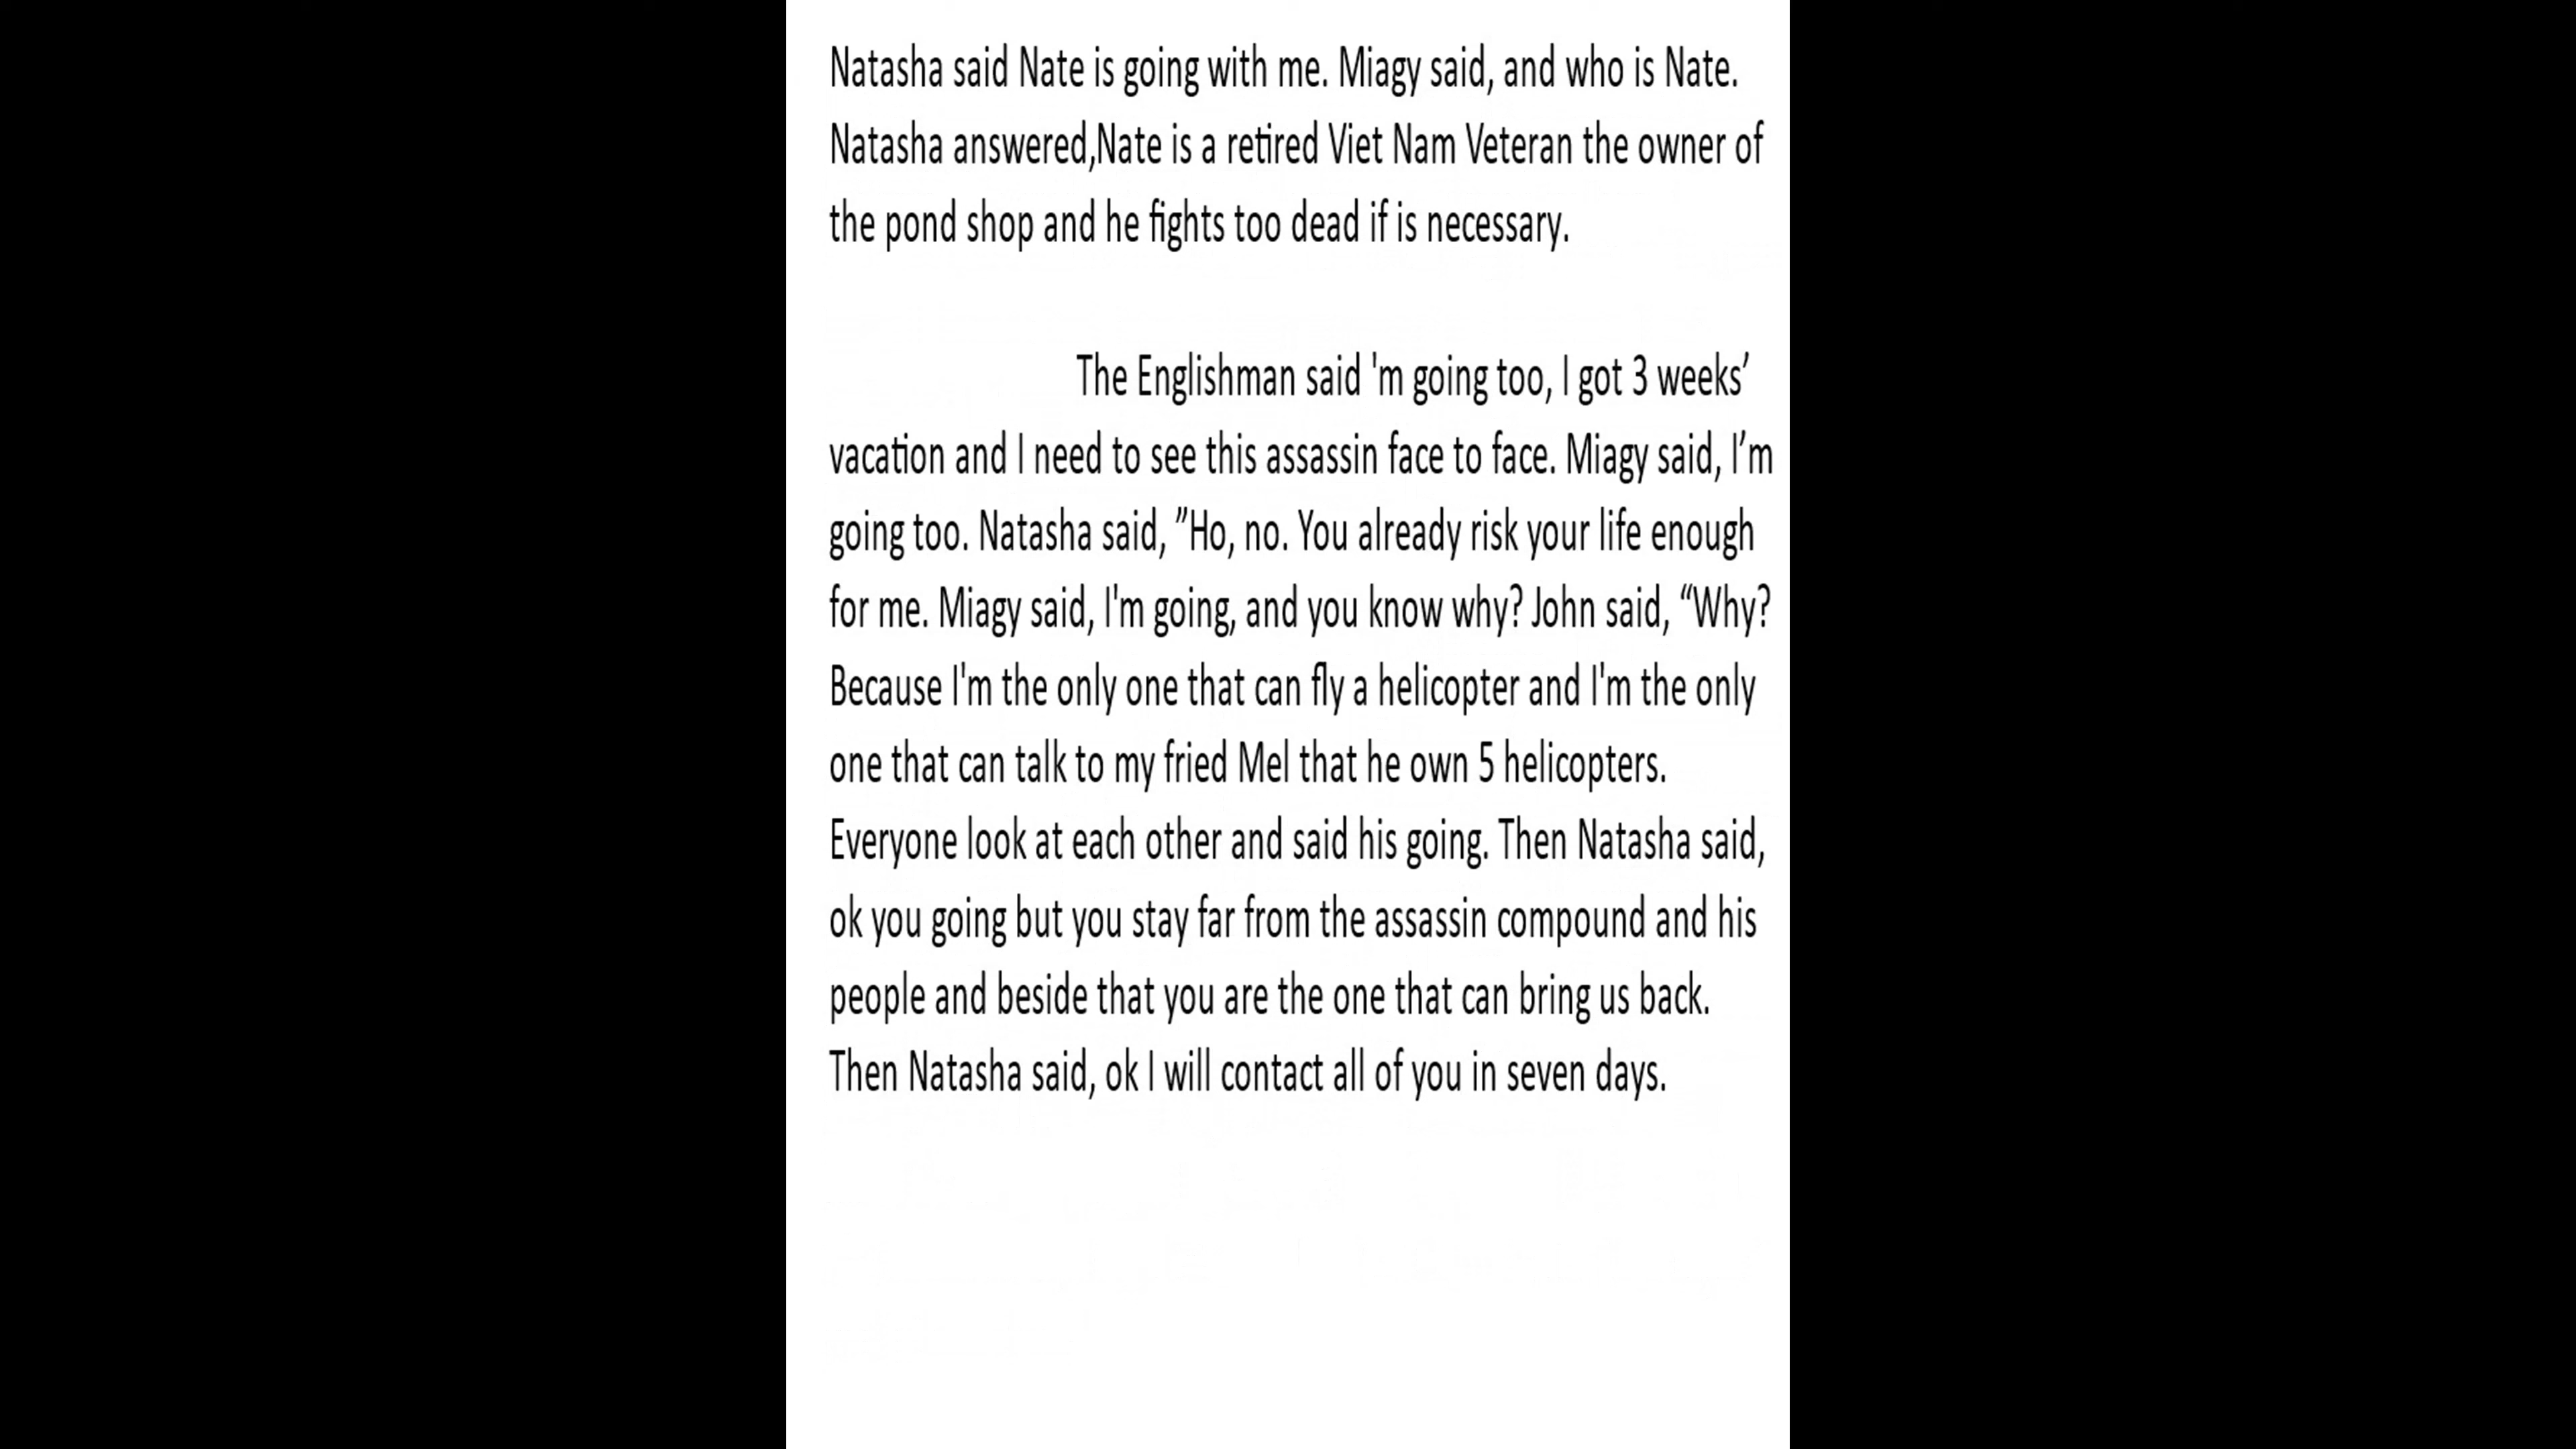 Natasha said Nate is going with me. Miagy said, and who is Nate.
Natasha answered,Nate is a retired Viet Nam Veteran the owner of
the pond shop and he fights too dead if is necessary.
The Englishman said 'm going too, I got 3 weeks’
vacation and I need to see this assassin face to face. Miagy said, I’m
going too. Natasha said, ”Ho, no. You already risk your life enough
for me. Miagy said, I'm going, and you know why? John said, “Why?
Because I'm the only one that can fly a helicopter and I'm the only
one that can talk to my fried Mel that he own 5 helicopters.
Everyone look at each other and said his going. Then Natasha said,
ok you going but you stay far from the assassin compound and his
people and beside that you are the one that can bring us back.
Then Natasha said, ok I will contact all of you in seven days.